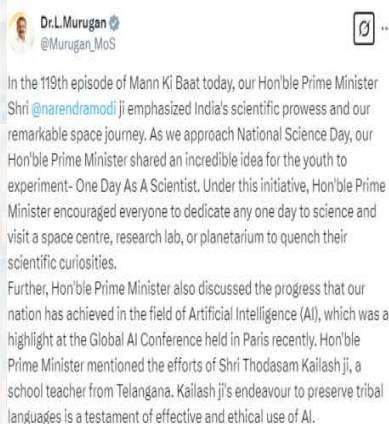 Dr.L.Murugan
@Murugan_MoS
In the 119th episode of Mann Ki Baat today, our Hon'ble Prime Minister
Shri @narendramodi ji emphasized India's scientific prowess and our
remarkable space journey. As we approach National Science Day, our
Hon'ble Prime Minister shared an incredible idea for the youth to
experiment- One Day As A Scientist. Under this initiative, Hon'ble Prime
Minister encouraged everyone to dedicate any one day to science and
visit a space centre, research lab, or planetarium to quench their
scientific curiosities.
Further, Hon'ble Prime Minister also discussed the progress that our
nation has achieved in the field of Artificial Intelligence (AI), which was a
highlight at the Global AI Conference held in Paris recently. Hon'ble
Prime Minister mentioned the efforts of Shri Thodasam Kailash ji, a
school teacher from Telangana. Kailash ji's endeavour to preserve tribal
languages is a testament of effective and ethical use of AI.